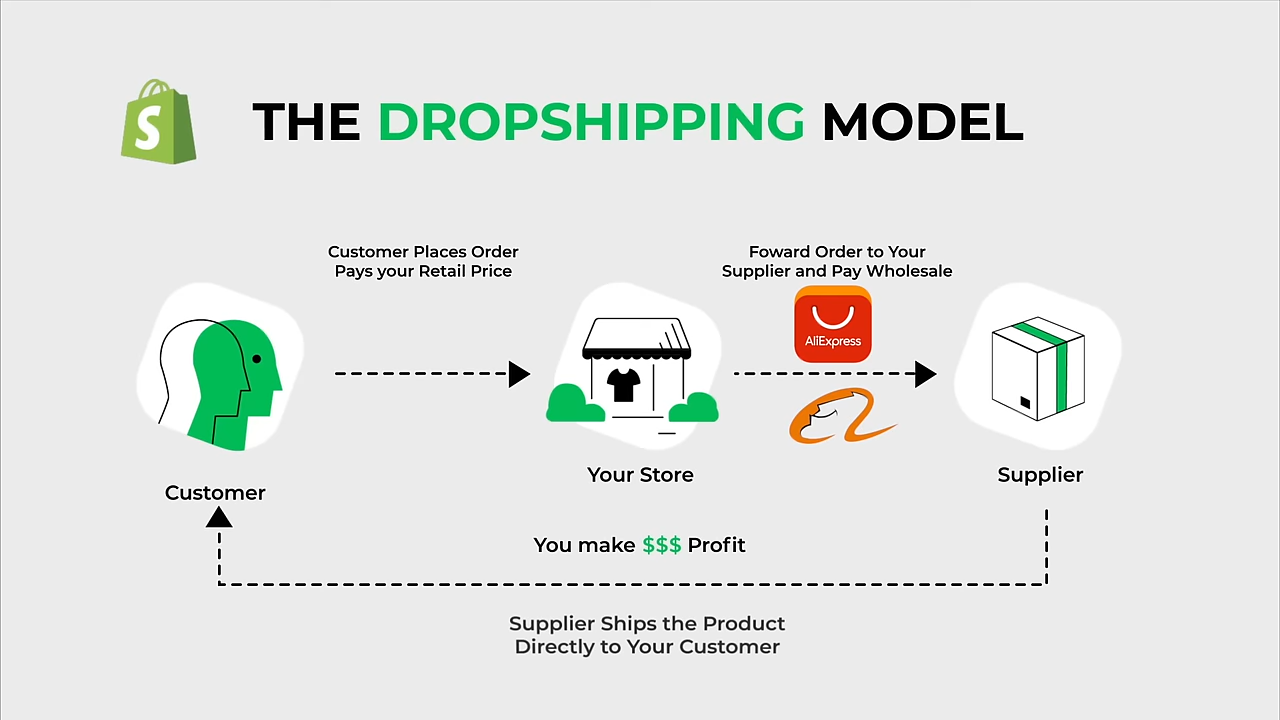 S
THE DROPSHIPPING MODEL
Customer Places Order
Pays your Retail Price
Foward Order to Your
Supplier and Pay Wholesale
AliExpress
Customer
Your Store
Supplier
You make $$$ Profit
Supplier Ships the Product
Directly to Your Customer